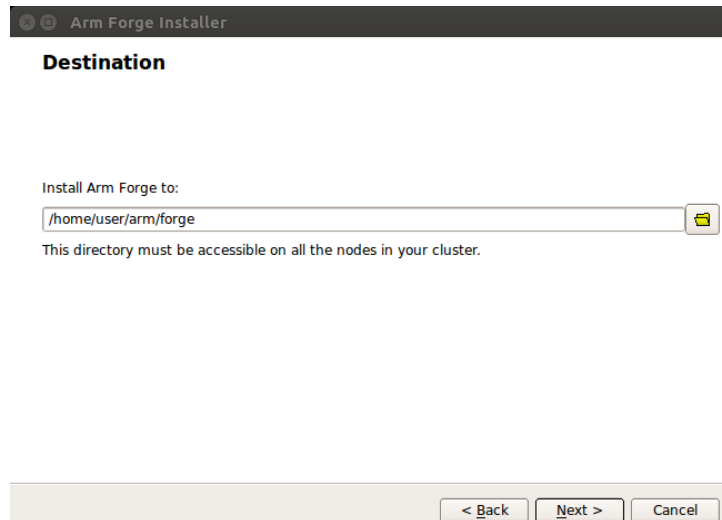 Arm Forge Installer
Destination
Install Arm Forge to:
/home/user/arm/forge
This directory must be accessible on all the nodes in your cluster.
< Back Next > Cancel